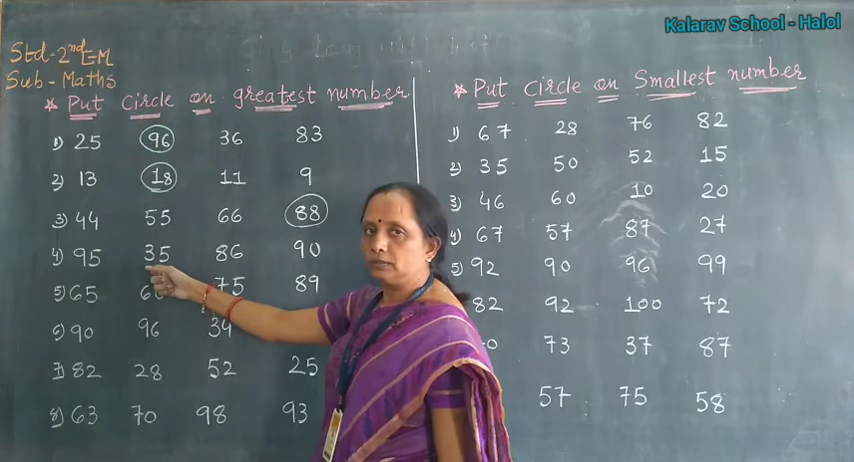 Kalarav School - Halol
Std-2nd E-M
Sub-Maths
* Put circle on greatest number
1) 25 96 36 83
2) 13 18 11 9
3) 44 55 66 88
4) 95 35 86 90
5) 65 75 89
6) 90 96 34
7) 82 28 52 25
8) 63 70 98 93
* Put circle on Smallest number
1) 67 28 76 82
2) 35 50 52 15
3) 46 60 10 20
4) 67 57 87 27
5) 92 90 96 99
82 92 100 72
73 37 87
57 75 58